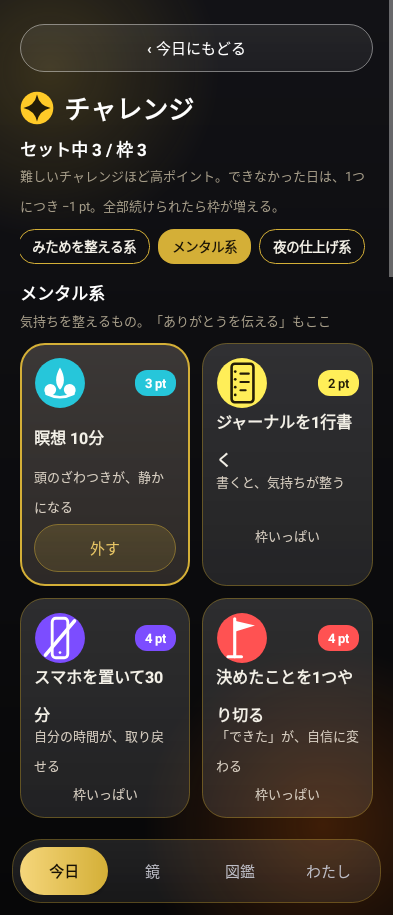 ‹ 今日にもどる
チャレンジ
セット中 3 / 枠 3
難しいチャレンジほど高ポイント。できなかった日は、1つ
につき −1 pt。全部続けられたら枠が増える。
みためを整える系 メンタル系 夜の仕上げ系
メンタル系
気持ちを整えるもの。「ありがとうを伝える」もここ
3 pt
瞑想 10分
頭のざわつきが、静か
になる
外す
2 pt
ジャーナルを1行書
く
書くと、気持ちが整う
枠いっぱい
4 pt
スマホを置いて30
分
自分の時間が、取り戻
せる
枠いっぱい
4 pt
決めたことを1つや
り切る
「できた」が、自信に変
わる
枠いっぱい
今日 鏡 図鑑 わたし